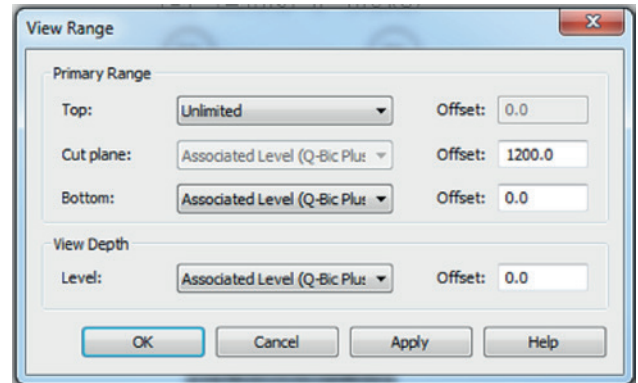 View Range
Primary Range
Top: Unlimited Offset: 0.0
Cut plane: Associated Level (Q-Bic Plus Offset: 1200.0
Bottom: Associated Level (Q-Bic Plus Offset: 0.0
View Depth
Level: Associated Level (Q-Bic Plus Offset: 0.0
OK Cancel Apply Help